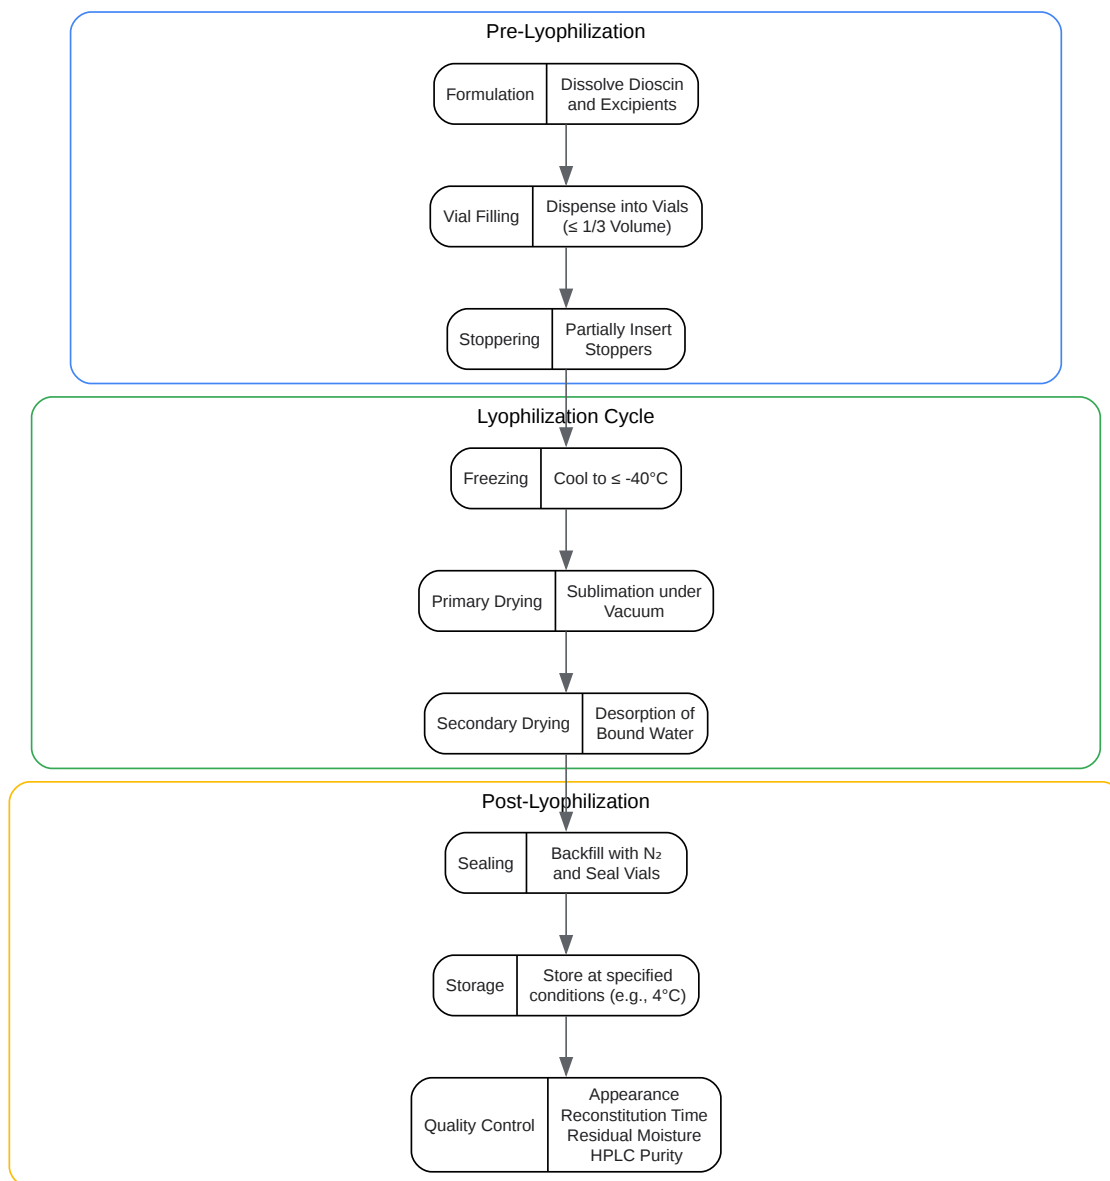 Pre-Lyophilization
Formulation
Dissolve Dioscin
and Excipients
Vial Filling
Dispense into Vials
(≤ 1/3 Volume)
Stoppering
Partially Insert
Stoppers
Lyophilization Cycle
Freezing
Cool to ≤ -40°C
Primary Drying
Sublimation under
Vacuum
Secondary Drying
Desorption of
Bound Water
Post-Lyophilization
Sealing
Backfill with N₂
and Seal Vials
Storage
Store at specified
conditions (e.g., 4°C)
Quality Control
Appearance
Reconstitution Time
Residual Moisture
HPLC Purity